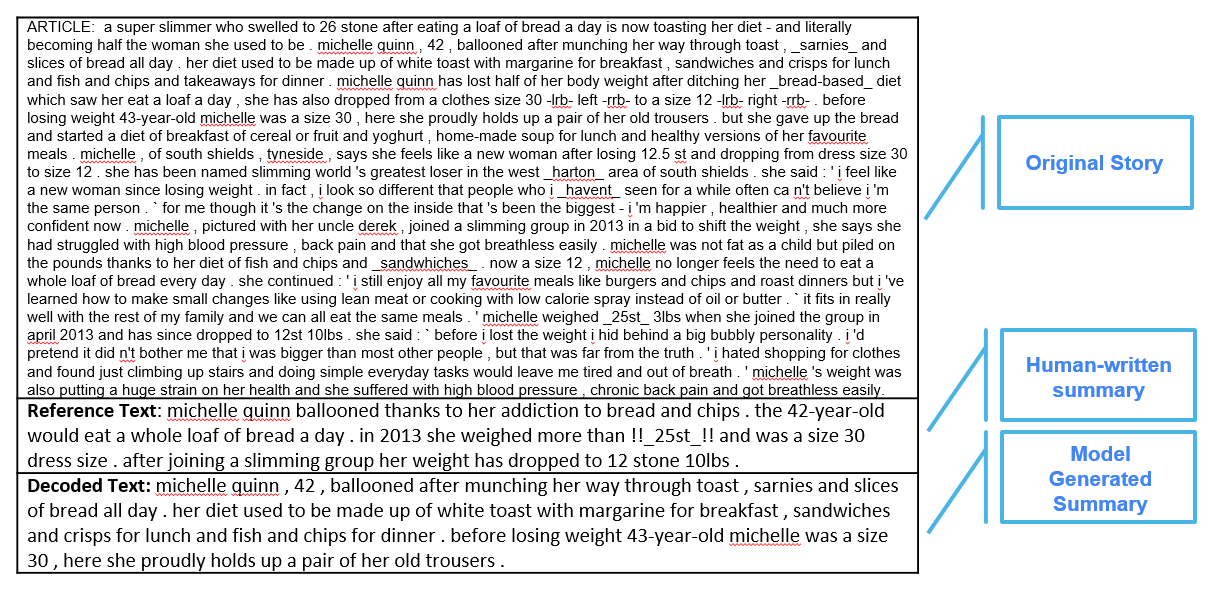 ARTICLE:  a super slimmer who swelled to 26 stone after eating a loaf of bread a day is now toasting her diet - and literally
becoming half the woman she used to be . michelle quinn , 42 , ballooned after munching her way through toast , _sarnies_ and
slices of bread all day . her diet used to be made up of white toast with margarine for breakfast , sandwiches and crisps for lunch
and fish and chips and takeaways for dinner . michelle quinn has lost half of her body weight after ditching her _bread-based_ diet
which saw her eat a loaf a day , she has also dropped from a clothes size 30 -lrb- left -rrb- to a size 12 -lrb- right -rrb- . before
losing weight 43-year-old michelle was a size 30 , here she proudly holds up a pair of her old trousers . but she gave up the bread
and started a diet of breakfast of cereal or fruit and yoghurt , home-made soup for lunch and healthy versions of her favourite
meals . michelle , of south shields , tyneside , says she feels like a new woman after losing 12.5 st and dropping from dress size 30
to size 12 . she has been named slimming world 's greatest loser in the west _harton_ area of south shields . she said : ' i feel like
a new woman since losing weight . in fact , i look so different that people who i _havent_ seen for a while often ca n't believe i 'm
the same person . ` for me though it 's the change on the inside that 's been the biggest - i 'm happier , healthier and much more
confident now . michelle , pictured with her uncle derek , joined a slimming group in 2013 in a bid to shift the weight , she says she
had struggled with high blood pressure , back pain and that she got breathless easily . michelle was not fat as a child but piled on
the pounds thanks to her diet of fish and chips and _sandwhiches_ . now a size 12 , michelle no longer feels the need to eat a
whole loaf of bread every day . she continued : ' i still enjoy all my favourite meals like burgers and chips and roast dinners but i 've
learned how to make small changes like using lean meat or cooking with low calorie spray instead of oil or butter . ` it fits in really
well with the rest of my family and we can all eat the same meals . ' michelle weighed _25st_ 3lbs when she joined the group in
april 2013 and has since dropped to 12st 10lbs . she said : ` before i lost the weight i hid behind a big bubbly personality . i 'd
pretend it did n't bother me that i was bigger than most other people , but that was far from the truth . ' i hated shopping for clothes
and found just climbing up stairs and doing simple everyday tasks would leave me tired and out of breath . ' michelle 's weight was
also putting a huge strain on her health and she suffered with high blood pressure , chronic back pain and got breathless easily.
Reference Text: michelle quinn ballooned thanks to her addiction to bread and chips . the 42-year-old
would eat a whole loaf of bread a day . in 2013 she weighed more than !!_25st_!! and was a size 30
dress size . after joining a slimming group her weight has dropped to 12 stone 10lbs .
Decoded Text: michelle quinn , 42 , ballooned after munching her way through toast , sarnies and slices
of bread all day . her diet used to be made up of white toast with margarine for breakfast , sandwiches
and crisps for lunch and fish and chips for dinner . before losing weight 43-year-old michelle was a size
30 , here she proudly holds up a pair of her old trousers .
Original Story
Human-written
summary
Model
Generated
Summary